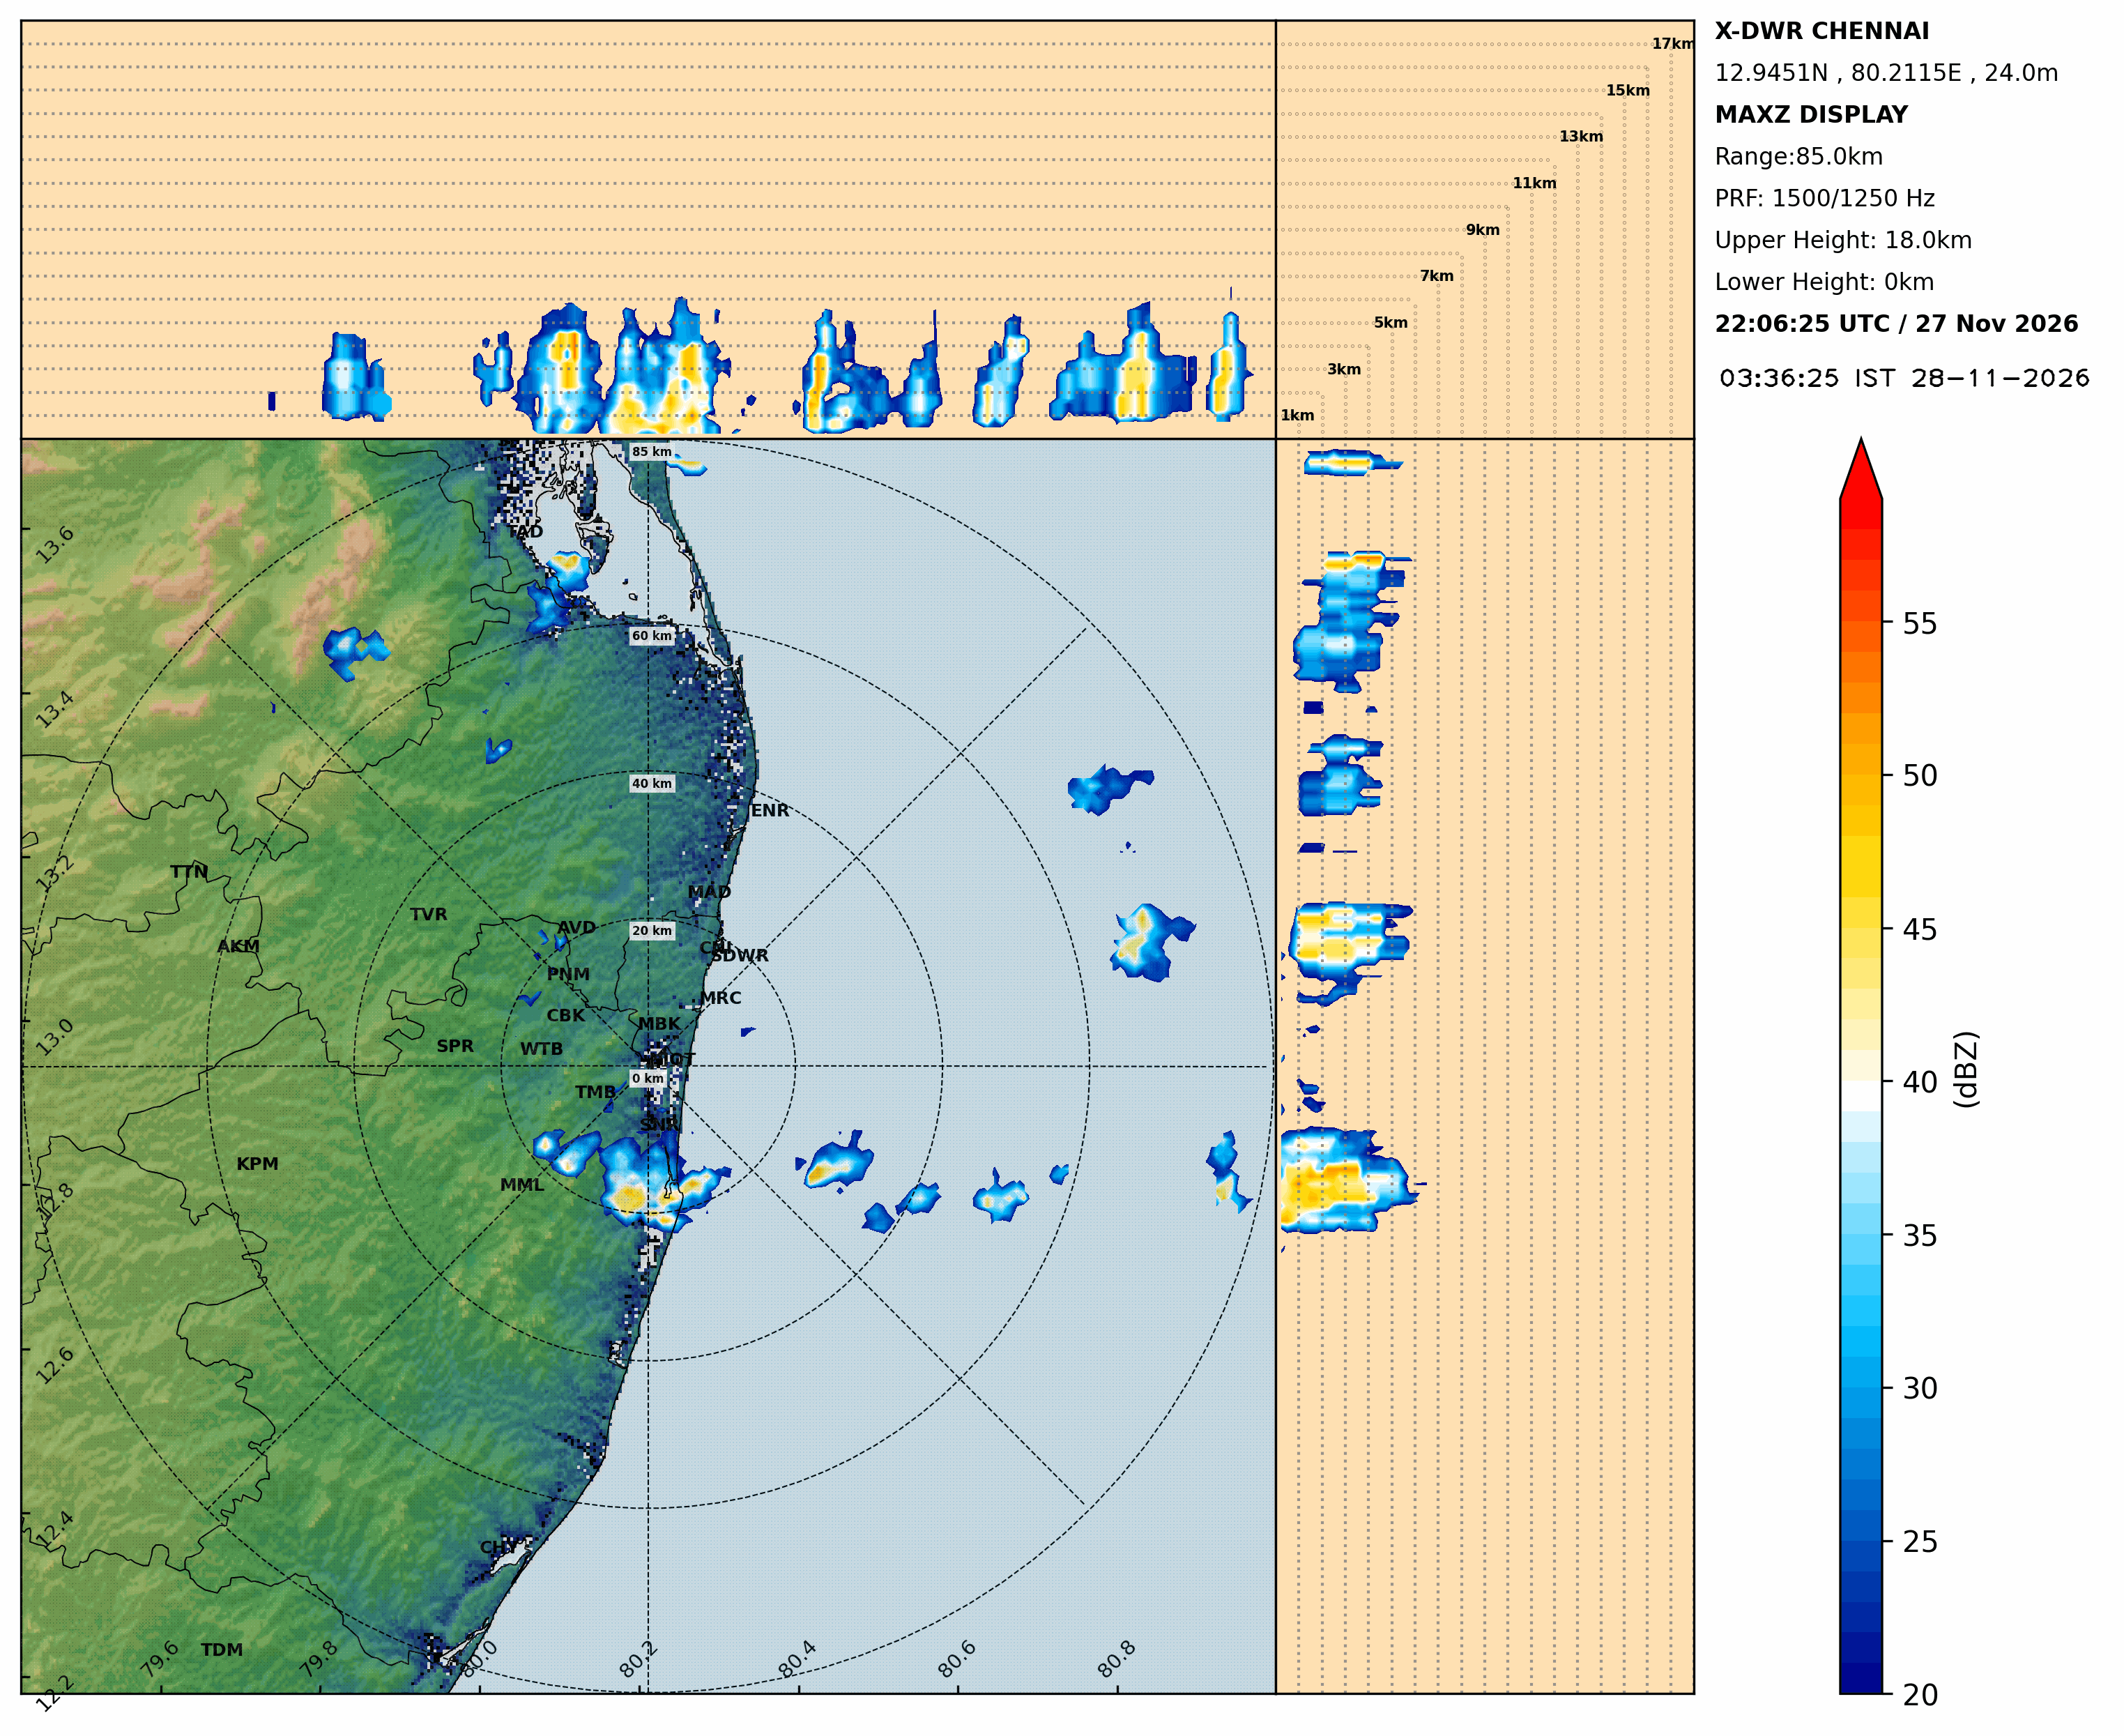 X-DWR CHENNAI
12.9451N , 80.2115E , 24.0m
MAXZ DISPLAY
Range:85.0km
PRF: 1500/1250 Hz
Upper Height: 18.0km
Lower Height: 0km
22:06:25 UTC / 27 Nov 2026
03:36:25 IST 28-11-2026
17km
15km
13km
11km
9km
7km
5km
3km
1km
85 km
60 km
40 km
20 km
0 km
TAD
ENR
TTN
MAD
TVR
AVD
AKM
SDWR
PNM
MRC
CBK
MBK
SPR
WTB
TMB
SNR
KPM
MML
CHY
TDM
13.6
13.4
13.2
13.0
12.8
12.6
12.4
12.2
79.6
79.8
80.0
80.2
80.4
80.6
80.8
55
50
45
40
35
30
25
20
(dBZ)